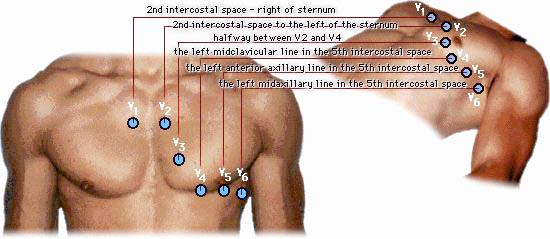 2nd intercostal space - right of sternum
2nd intercostal space to the left of the sternum
halfway between V2 and V4
the left midclavicular line in the 5th intercostal space
the left anterior axillary line in the 5th intercostal space
the left midaxillary line in the 5th intercostal space
V1
V2
V3
V4
V5
V6
V1
V2
V3
V4
V5
V6